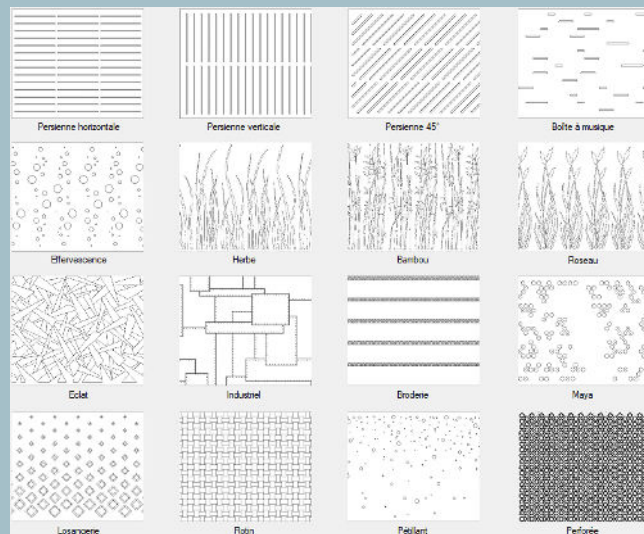 Persienne horizontale
Persienne verticale
Persienne 45°
Boîte à musique
Effervescence
Herbe
Bambou
Roseau
Eclat
Industriel
Broderie
Maya
Losangerie
Rotin
Pétillant
Perforée